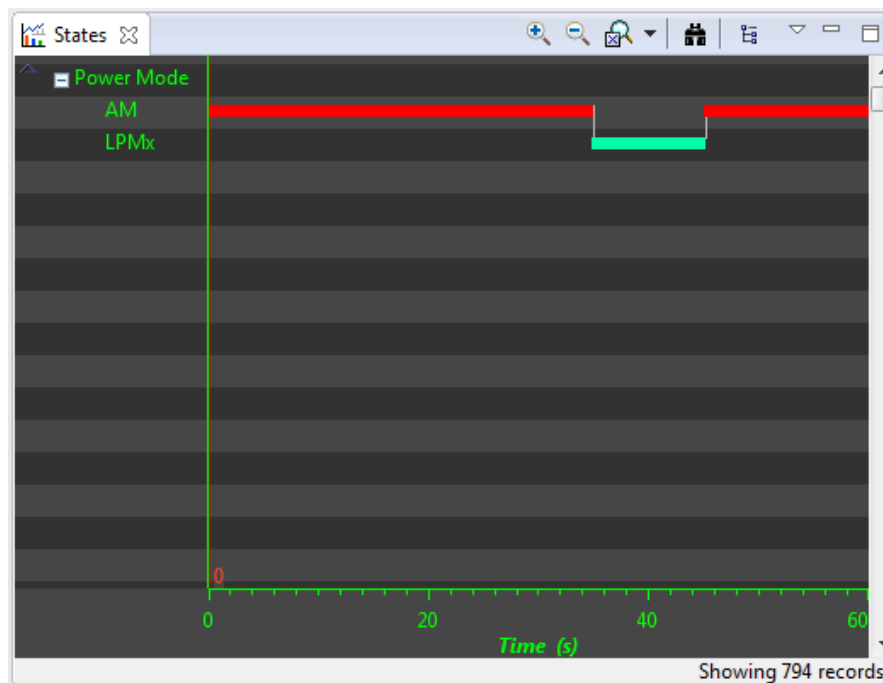 States
Power Mode
AM
LPMx
0
0 20 40 60
Time (s)
Showing 794 records